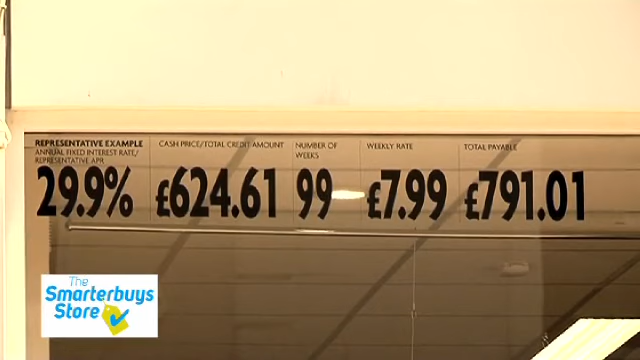 REPRESENTATIVE EXAMPLE
ANNUAL FIXED INTEREST RATE/
REPRESENTATIVE APR
29.9%
CASH PRICE/TOTAL CREDIT AMOUNT
£624.61
NUMBER OF
WEEKS
99
WEEKLY RATE
£7.99
TOTAL PAYABLE
£791.01
The
Smarterbuys
Store